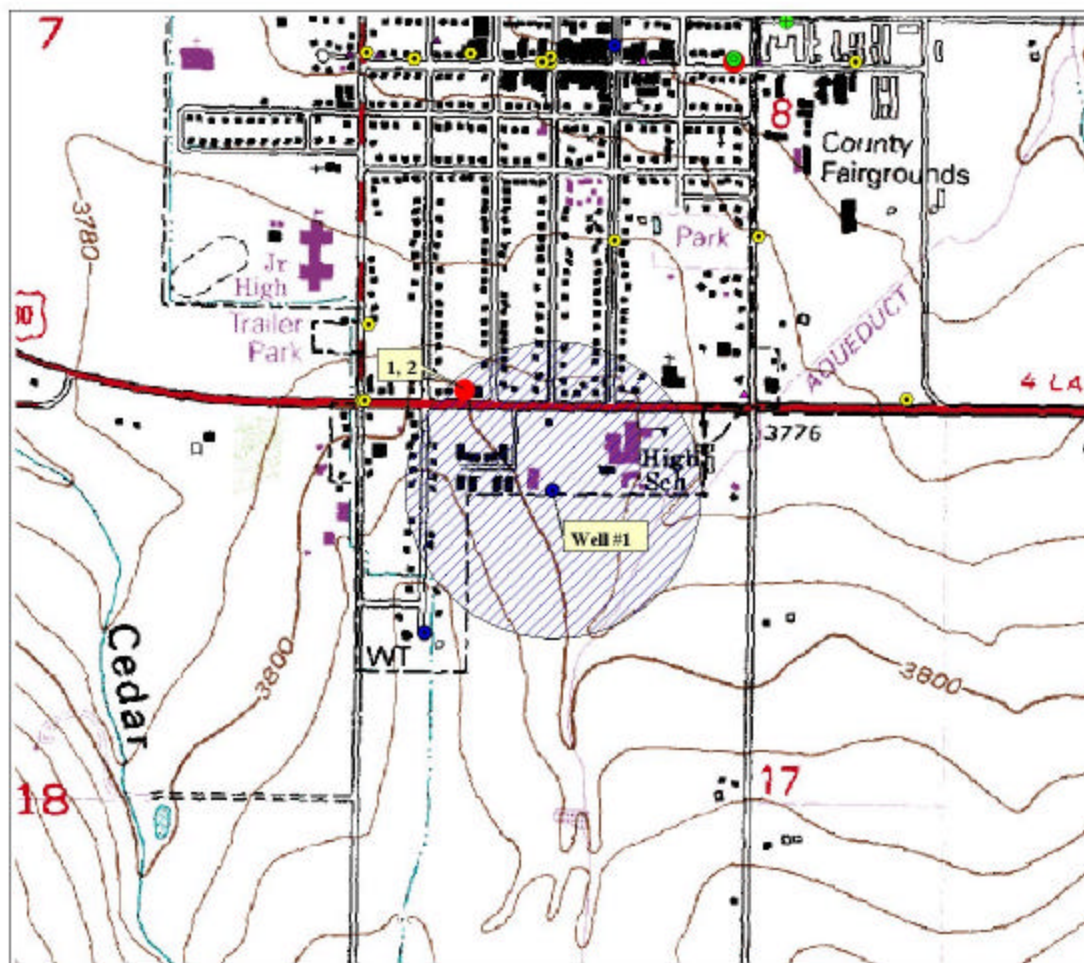 7
8
County
Fairgrounds
3780
Park
Jr
High
Trailer
Park
AQUEDUCT
1, 2
4 LA
3776
High
Sch
Well #1
Cedar
3800
WT
3800
18
17